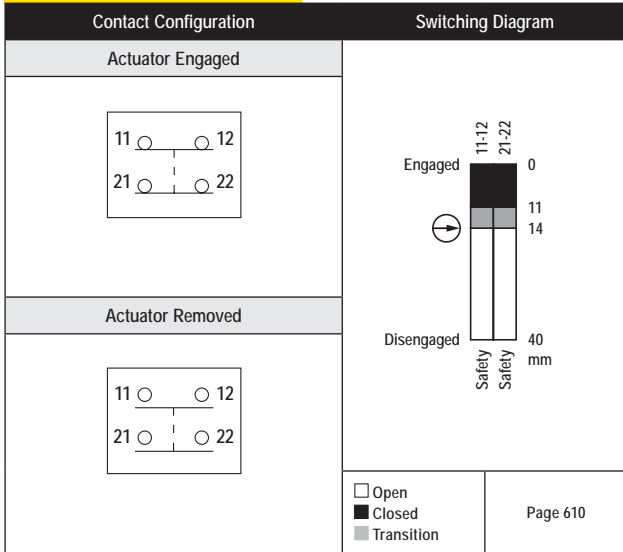 Contact Configuration
Switching Diagram
Actuator Engaged
11 12
21 22
Actuator Removed
11 12
21 22
11-12
21-22
Engaged 0
11
14
Disengaged 40
mm
Safety
Safety
Open
Closed
Transition
Page 610